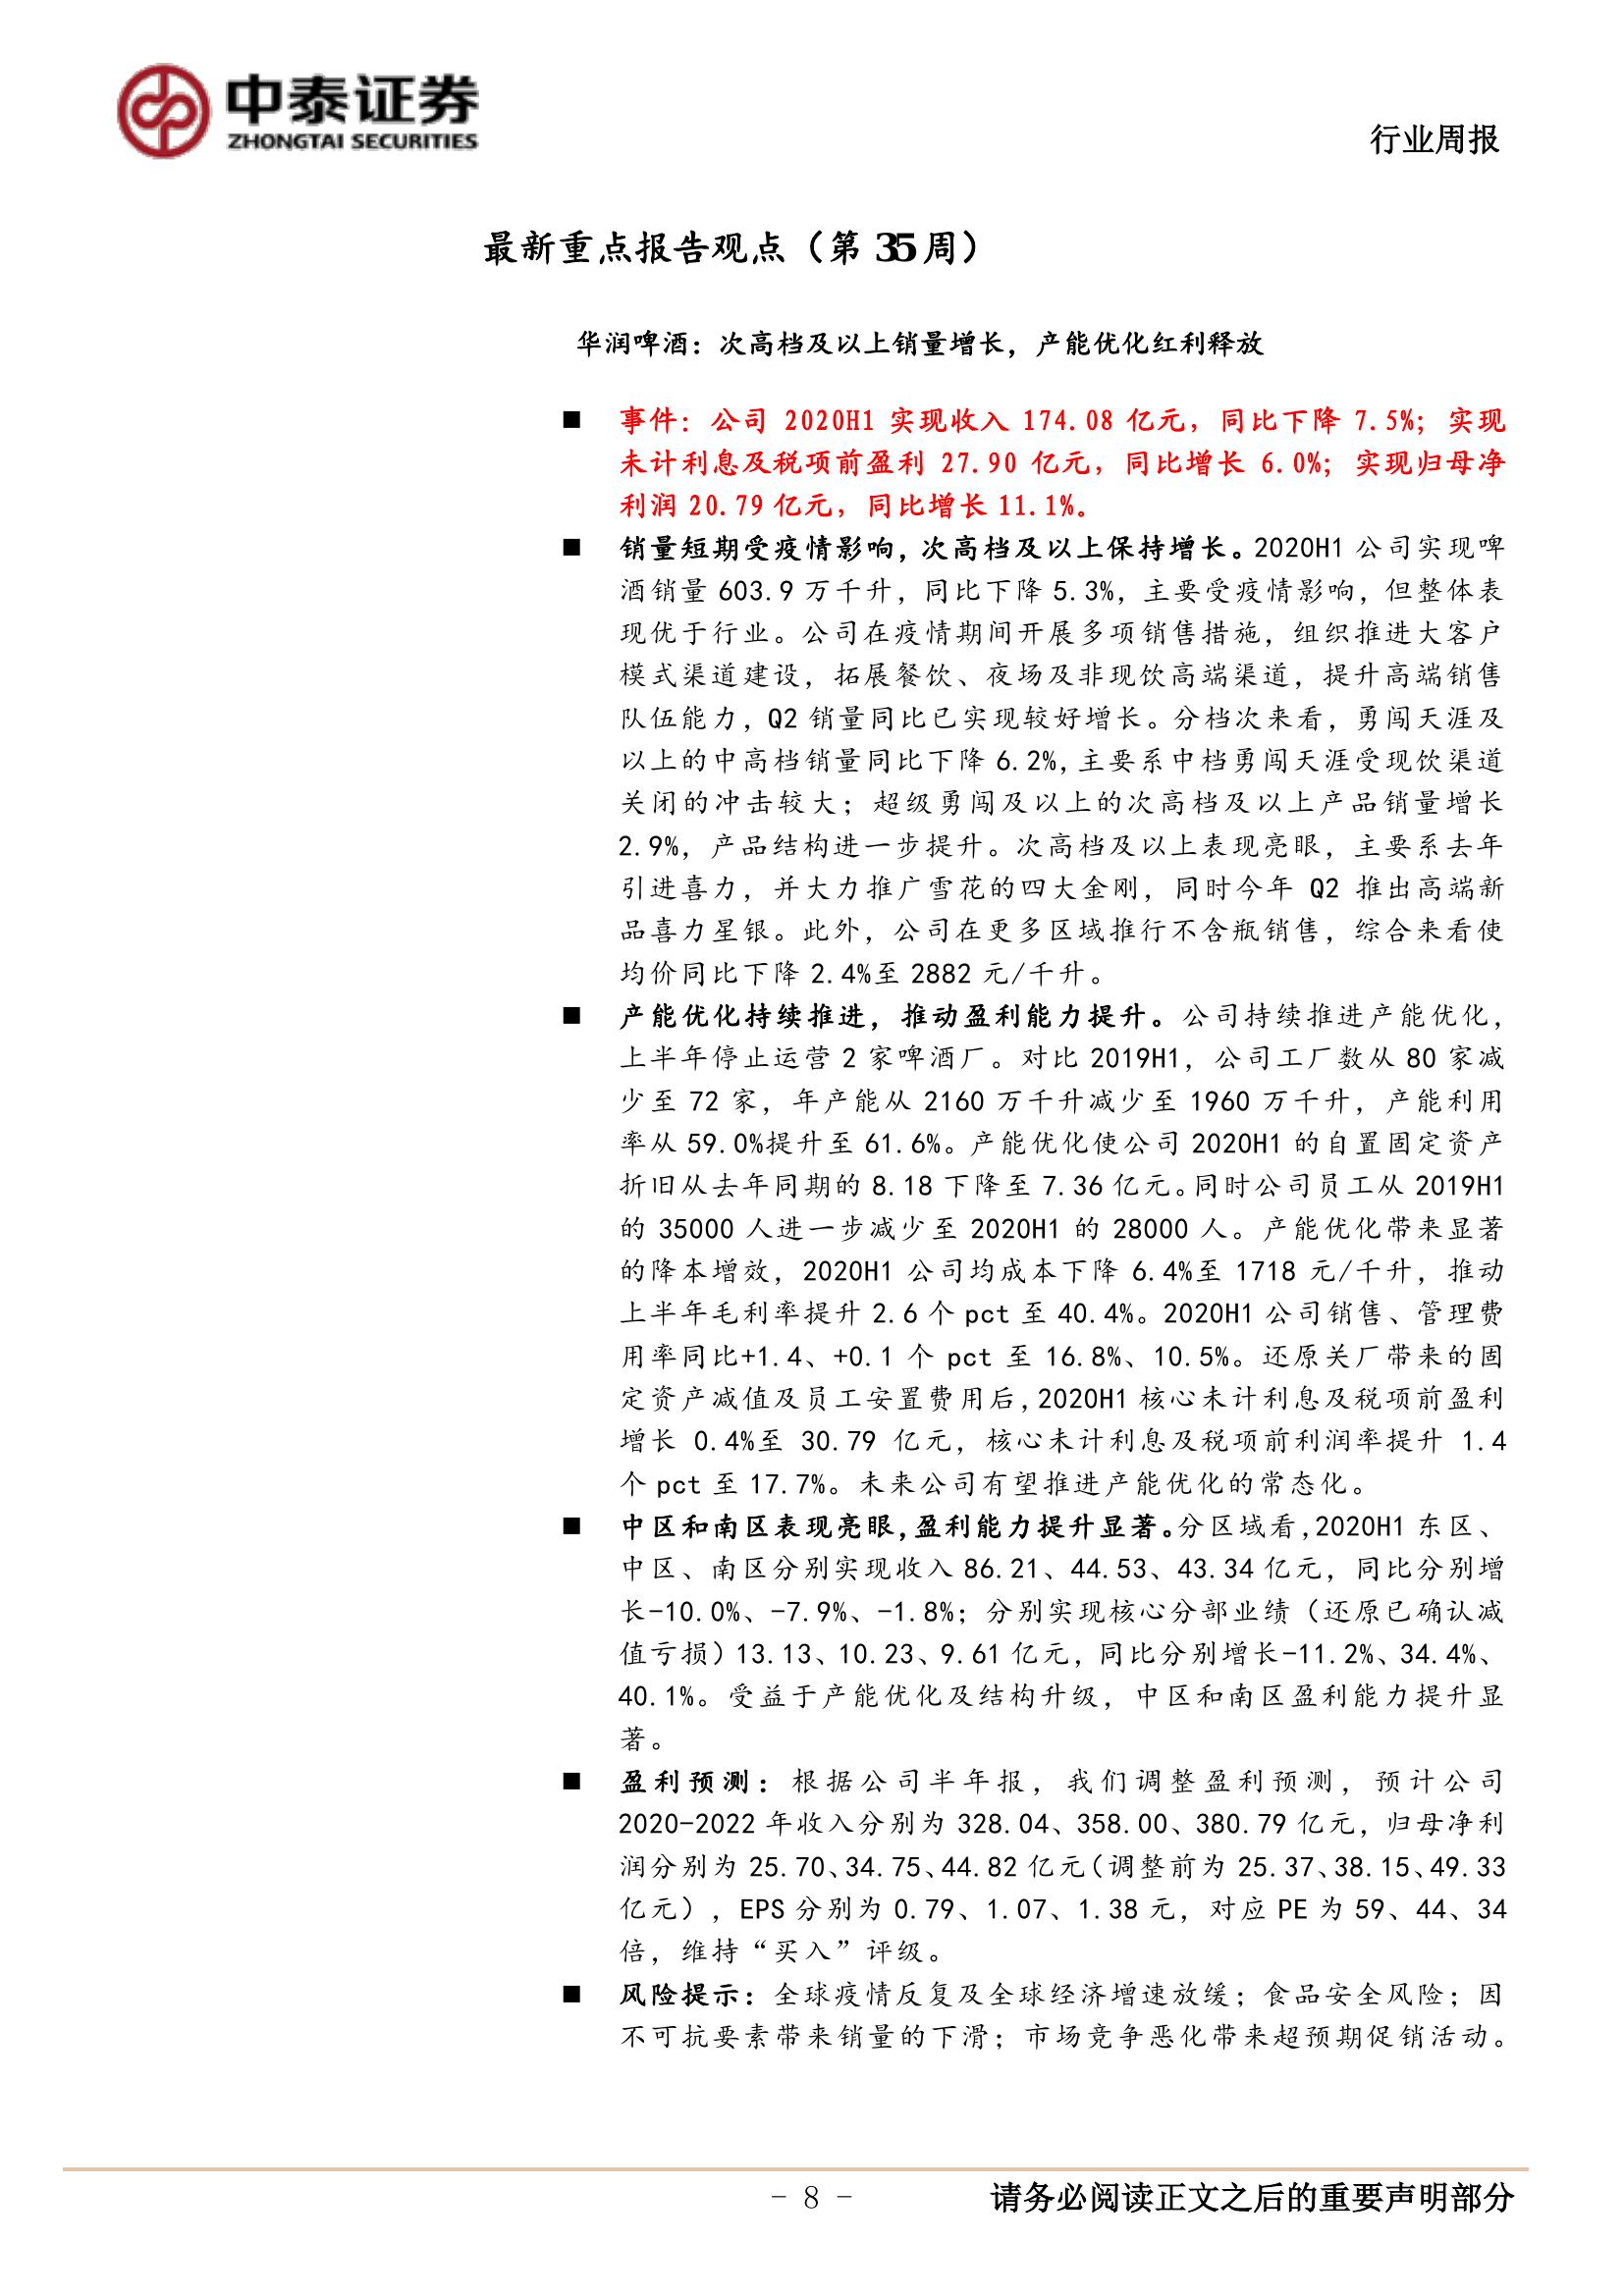 中泰证券
ZHONGTAI SECURITIES
行业周报
最新重点报告观点（第 35 周）
华润啤酒：次高档及以上销量增长，产能优化红利释放
■ 事件：公司 2020H1 实现收入 174.08 亿元，同比下降 7.5%；实现
未计利息及税项前盈利 27.90 亿元，同比增长 6.0%；实现归母净
利润 20.79 亿元，同比增长 11.1%。
■ 销量短期受疫情影响，次高档及以上保持增长。2020H1 公司实现啤
酒销量 603.9 万千升，同比下降 5.3%，主要受疫情影响，但整体表
现优于行业。公司在疫情期间开展多项销售措施，组织推进大客户
模式渠道建设，拓展餐饮、夜场及非现饮高端渠道，提升高端销售
队伍能力，Q2 销量同比已实现较好增长。分档次来看，勇闯天涯及
以上的中高档销量同比下降 6.2%，主要系中档勇闯天涯受现饮渠道
关闭的冲击较大；超级勇闯及以上的次高档及以上产品销量增长
2.9%，产品结构进一步提升。次高档及以上表现亮眼，主要系去年
引进喜力，并大力推广雪花的四大金刚，同时今年 Q2 推出高端新
品喜力星银。此外，公司在更多区域推行不含瓶销售，综合来看使
均价同比下降 2.4%至 2882 元/千升。
■ 产能优化持续推进，推动盈利能力提升。公司持续推进产能优化，
上半年停止运营 2 家啤酒厂。对比 2019H1，公司工厂数从 80 家减
少至 72 家，年产能从 2160 万千升减少至 1960 万千升，产能利用
率从 59.0%提升至 61.6%。产能优化使公司 2020H1 的自置固定资产
折旧从去年同期的 8.18 下降至 7.36 亿元。同时公司员工从 2019H1
的 35000 人进一步减少至 2020H1 的 28000 人。产能优化带来显著
的降本增效，2020H1 公司均成本下降 6.4%至 1718 元/千升，推动
上半年毛利率提升 2.6 个 pct 至 40.4%。2020H1 公司销售、管理费
用率同比+1.4、+0.1 个 pct 至 16.8%、10.5%。还原关厂带来的固
定资产减值及员工安置费用后，2020H1 核心未计利息及税项前盈利
增长 0.4%至 30.79 亿元，核心未计利息及税项前利润率提升 1.4
个 pct 至 17.7%。未来公司有望推进产能优化的常态化。
■ 中区和南区表现亮眼，盈利能力提升显著。分区域看，2020H1 东区、
中区、南区分别实现收入 86.21、44.53、43.34 亿元，同比分别增
长-10.0%、-7.9%、-1.8%；分别实现核心分部业绩（还原已确认减
值亏损）13.13、10.23、9.61 亿元，同比分别增长-11.2%、34.4%、
40.1%。受益于产能优化及结构升级，中区和南区盈利能力提升显
著。
■ 盈利预测：根据公司半年报，我们调整盈利预测，预计公司
2020-2022 年收入分别为 328.04、358.00、380.79 亿元，归母净利
润分别为 25.70、34.75、44.82 亿元（调整前为 25.37、38.15、49.33
亿元），EPS 分别为 0.79、1.07、1.38 元，对应 PE 为 59、44、34
倍，维持“买入”评级。
■ 风险提示：全球疫情反复及全球经济增速放缓；食品安全风险；因
不可抗要素带来销量的下滑；市场竞争恶化带来超预期促销活动。
- 8 -
请务必阅读正文之后的重要声明部分